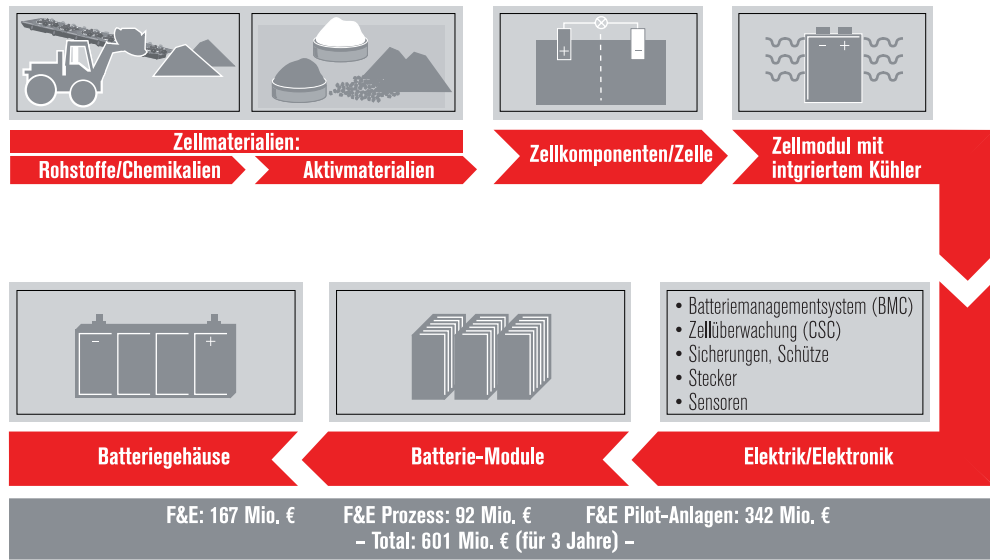 Zellmaterialien:
Rohstoffe/Chemikalien
Aktivmaterialien
+
−
Zellkomponenten/Zelle
− +
Zellmodul mit
intgriertem Kühler
• Batteriemanagementsystem (BMC)
• Zellüberwachung (CSC)
• Sicherungen, Schütze
• Stecker
• Sensoren
Elektrik/Elektronik
Batterie-Module
− +
Batteriegehäuse
F&E: 167 Mio. € F&E Prozess: 92 Mio. € F&E Pilot-Anlagen: 342 Mio. €
– Total: 601 Mio. € (für 3 Jahre) –